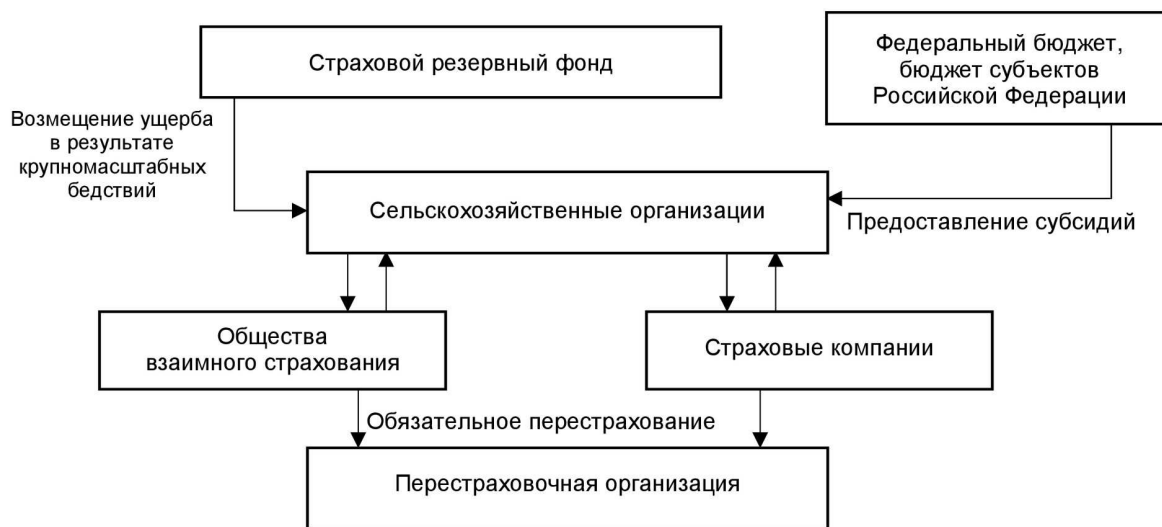 Страховой резервный фонд
Федеральный бюджет,
бюджет субъектов
Российской Федерации
Возмещение ущерба
в результате
крупномасштабных
бедствий
Сельскохозяйственные организации
Предоставление субсидий
Общества
взаимного страхования
Страховые компании
Обязательное перестрахование
Перестраховочная организация